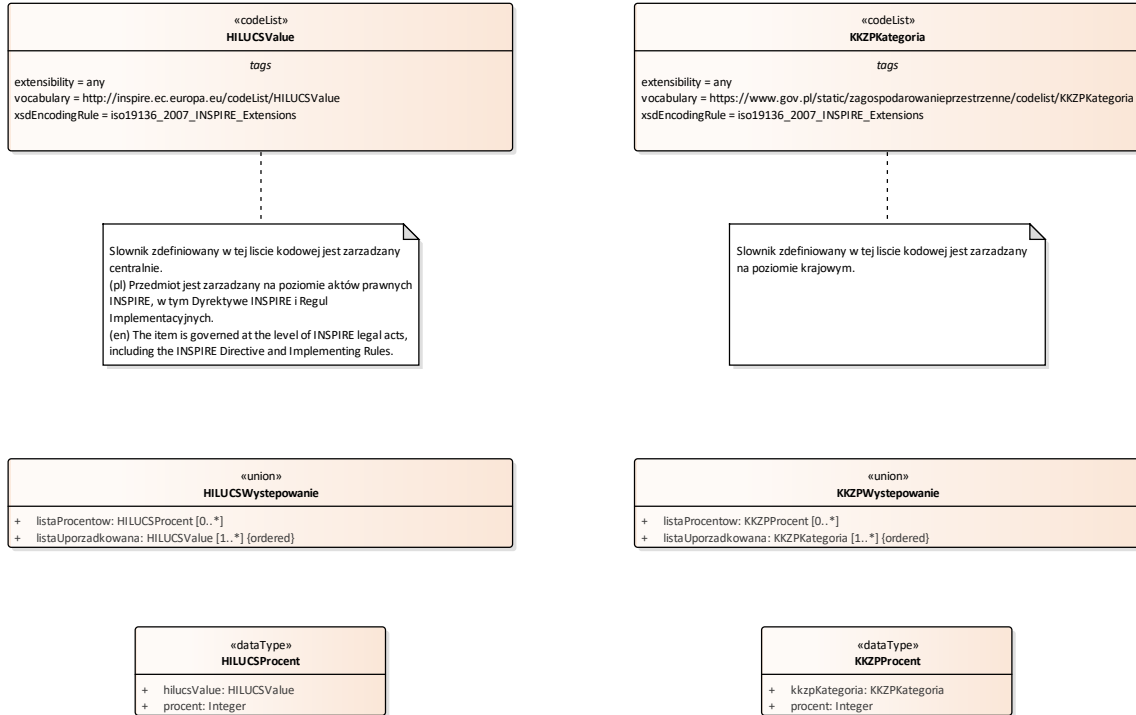 «codeList»
HILUCSValue
tags
extensibility = any
vocabulary = http://inspire.ec.europa.eu/codeList/HILUCSValue
xsdEncodingRule = iso19136_2007_INSPIRE_Extensions
«codeList»
KKZPKategoria
tags
extensibility = any
vocabulary = https://www.gov.pl/static/zagospodarowanieprzestrzenne/codelist/KKZPKategoria
xsdEncodingRule = iso19136_2007_INSPIRE_Extensions
Slownik zdefiniowany w tej liscie kodowej jest zarzadzany
centralnie.
(pl) Przedmiot jest zarzadzany na poziomie aktów prawnych
INSPIRE, w tym Dyrektywe INSPIRE i Regul
Implementacyjnych.
(en) The item is governed at the level of INSPIRE legal acts,
including the INSPIRE Directive and Implementing Rules.
Slownik zdefiniowany w tej liscie kodowej jest zarzadzany
na poziomie krajowym.
«union»
HILUCSWystepowanie
+ listaProcentow: HILUCSProcent [0..*]
+ listaUporzadkowana: HILUCSValue [1..*] {ordered}
«union»
KKZPWystepowanie
+ listaProcentow: KKZPProcent [0..*]
+ listaUporzadkowana: KKZPKategoria [1..*] {ordered}
«dataType»
HILUCSProcent
+ hilucsValue: HILUCSValue
+ procent: Integer
«dataType»
KKZPProcent
+ kkzpKategoria: KKZPKategoria
+ procent: Integer